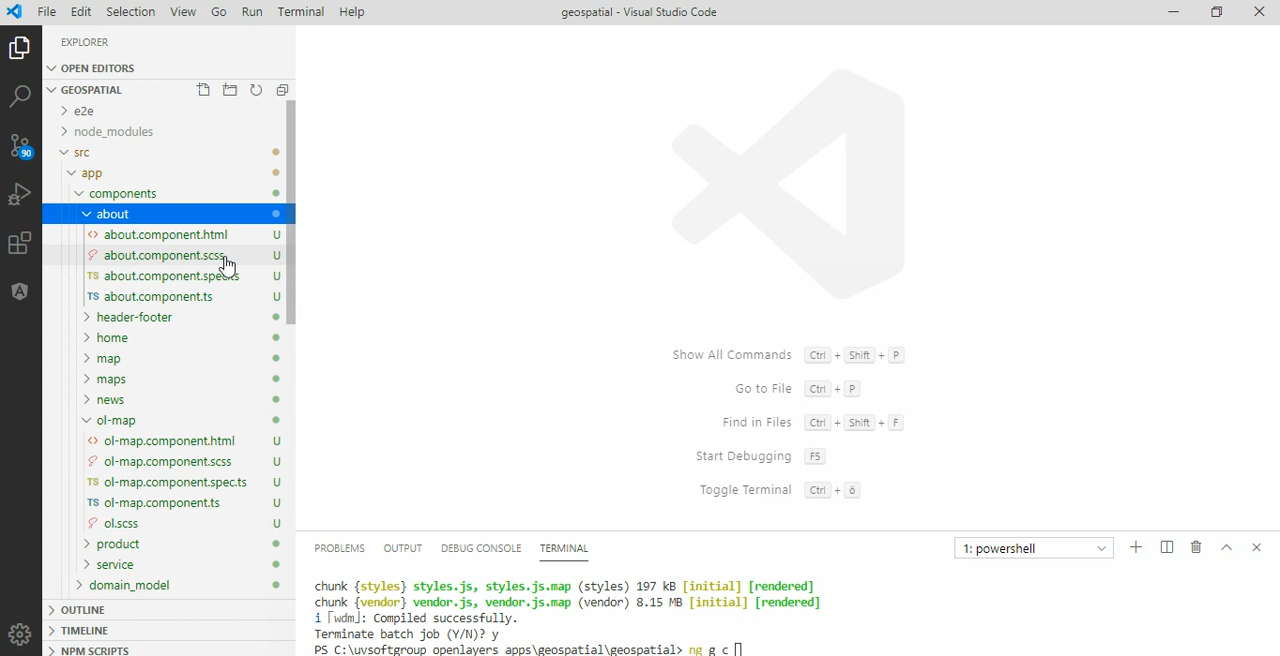 File Edit Selection View Go Run Terminal Help geospatial - Visual Studio Code
EXPLORER
OPEN EDITORS
GEOSPATIAL
e2e
node_modules
src
90
app
components
about
about.component.html U
about.component.scss U
about.component.spec.ts U
about.component.ts U
header-footer
home
map
maps
news
ol-map
ol-map.component.html U
ol-map.component.scss U
TS ol-map.component.spec.ts U
TS ol-map.component.ts U
ol.scss U
product
service
domain_model
OUTLINE
TIMELINE
NPM SCRIPTS
Show All Commands Ctrl + Shift + P
Go to File Ctrl + P
Find in Files Ctrl + Shift + F
Start Debugging F5
Toggle Terminal Ctrl + ö
PROBLEMS OUTPUT DEBUG CONSOLE TERMINAL 1: powershell
chunk {styles} styles.js, styles.js.map (styles) 197 kB [initial] [rendered]
chunk {vendor} vendor.js, vendor.js.map (vendor) 8.15 MB [initial] [rendered]
i ｢wdm｣: Compiled successfully.
Terminate batch job (Y/N)? y
PS C:\uvsoftgroup openlayers apps\geospatial\geospatial> ng g c